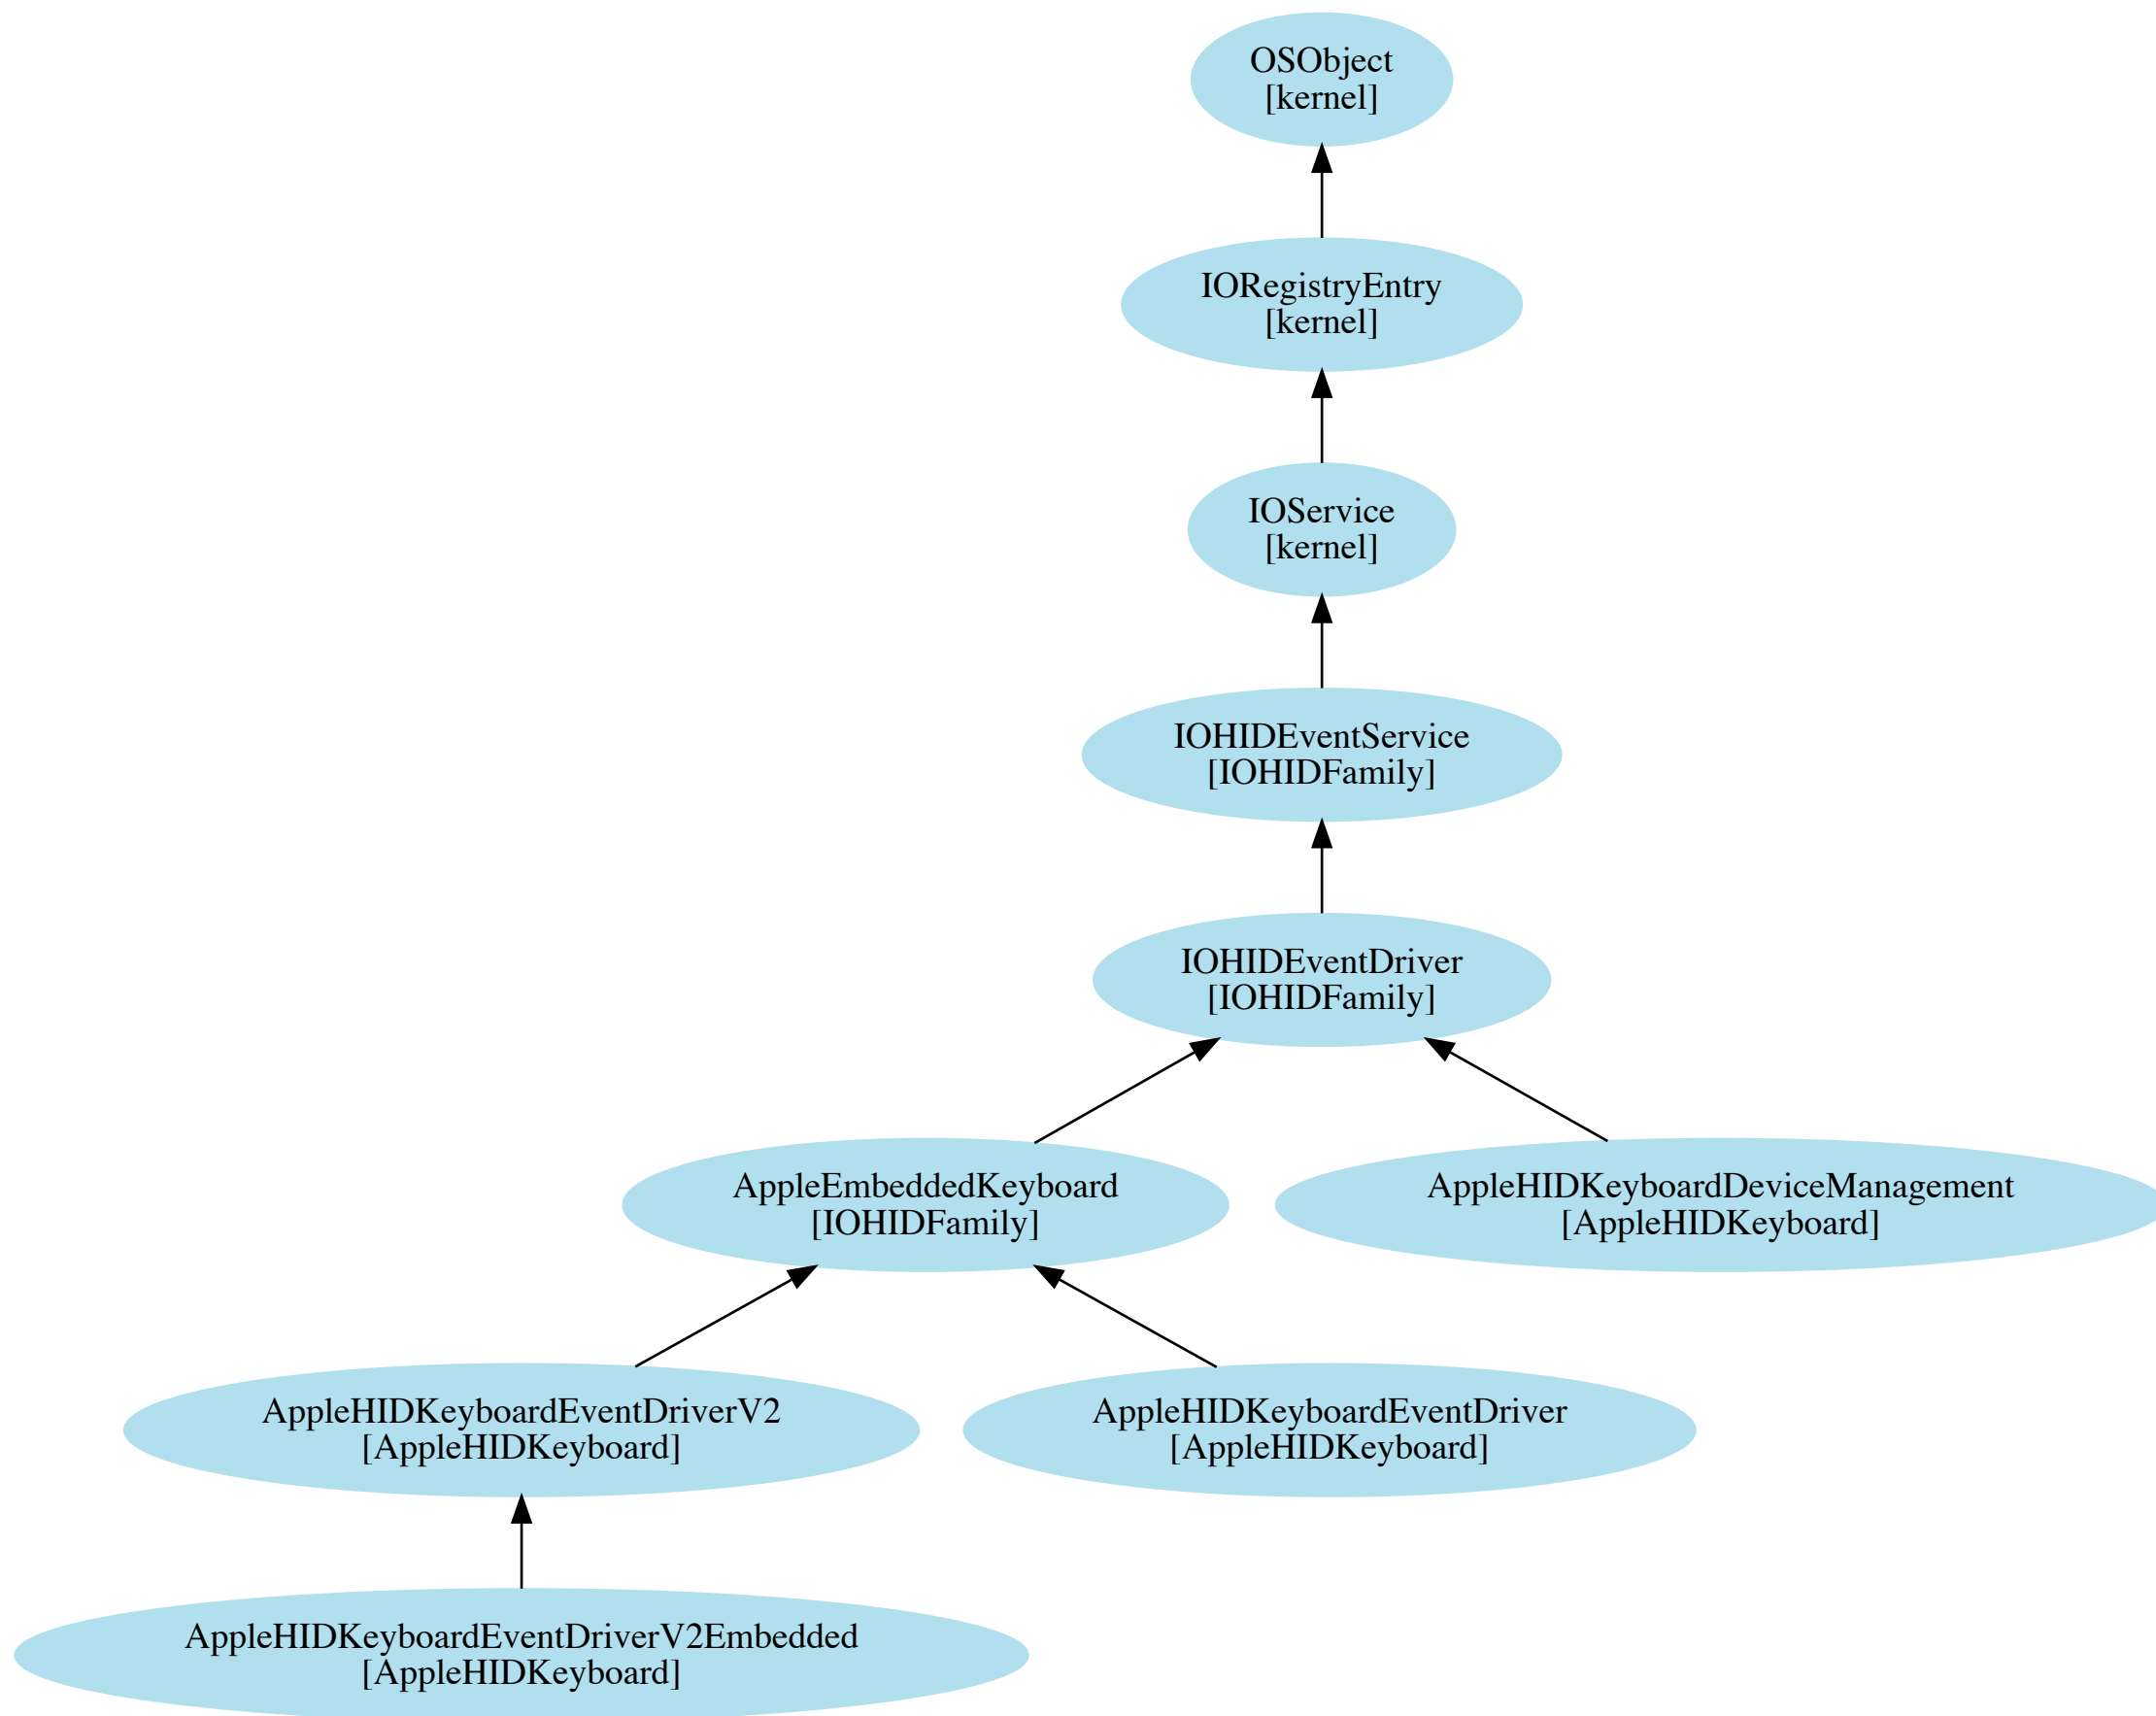 OSObject
[kernel]
IORegistryEntry
[kernel]
IOService
[kernel]
IOHIDEventService
[IOHIDFamily]
IOHIDEventDriver
[IOHIDFamily]
AppleEmbeddedKeyboard
[IOHIDFamily]
AppleHIDKeyboardDeviceManagement
[AppleHIDKeyboard]
AppleHIDKeyboardEventDriverV2
[AppleHIDKeyboard]
AppleHIDKeyboardEventDriver
[AppleHIDKeyboard]
AppleHIDKeyboardEventDriverV2Embedded
[AppleHIDKeyboard]